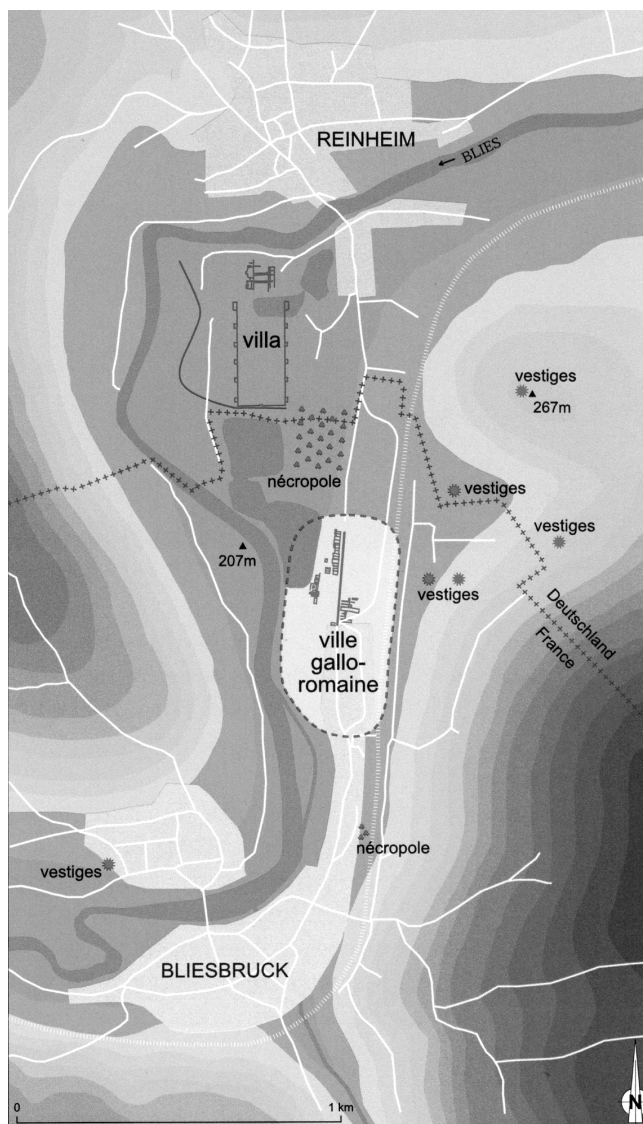 REINHEIM
← BLIES
villa
vestiges
267m
nécropole
vestiges
vestiges
207m
vestiges
ville
gallo-
romaine
Deutschland
France
nécropole
vestiges
BLIESBRUCK
0
1 km
N